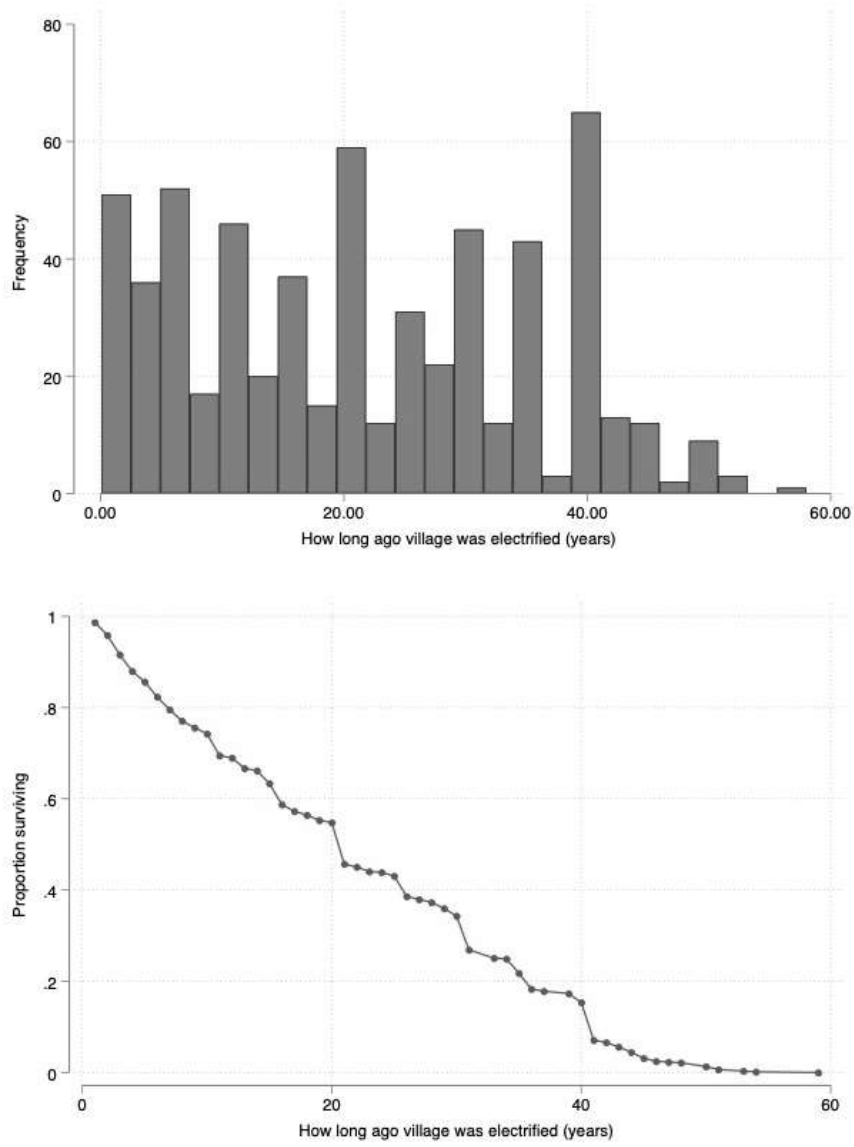 80
60
40
20
0
Frequency
0.00 20.00 40.00 60.00
How long ago village was electrified (years)
1
.8
.6
.4
.2
0
Proportion surviving
0 20 40 60
How long ago village was electrified (years)